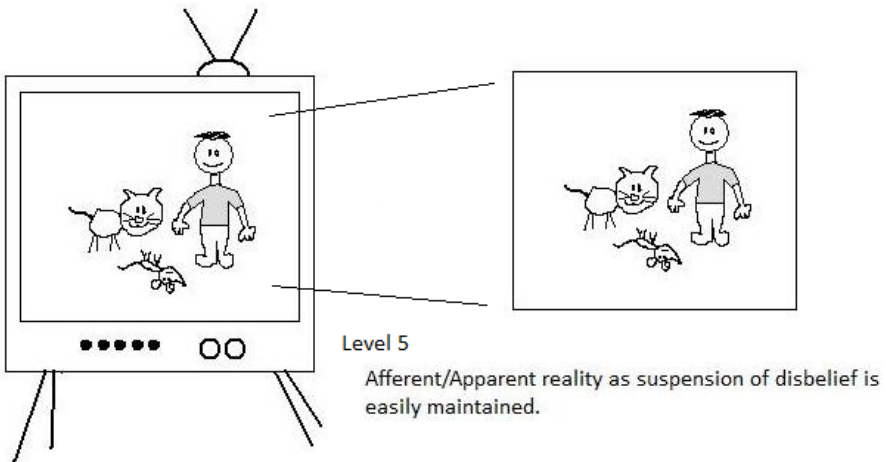 Level 5
Afferent/Apparent reality as suspension of disbelief is
easily maintained.